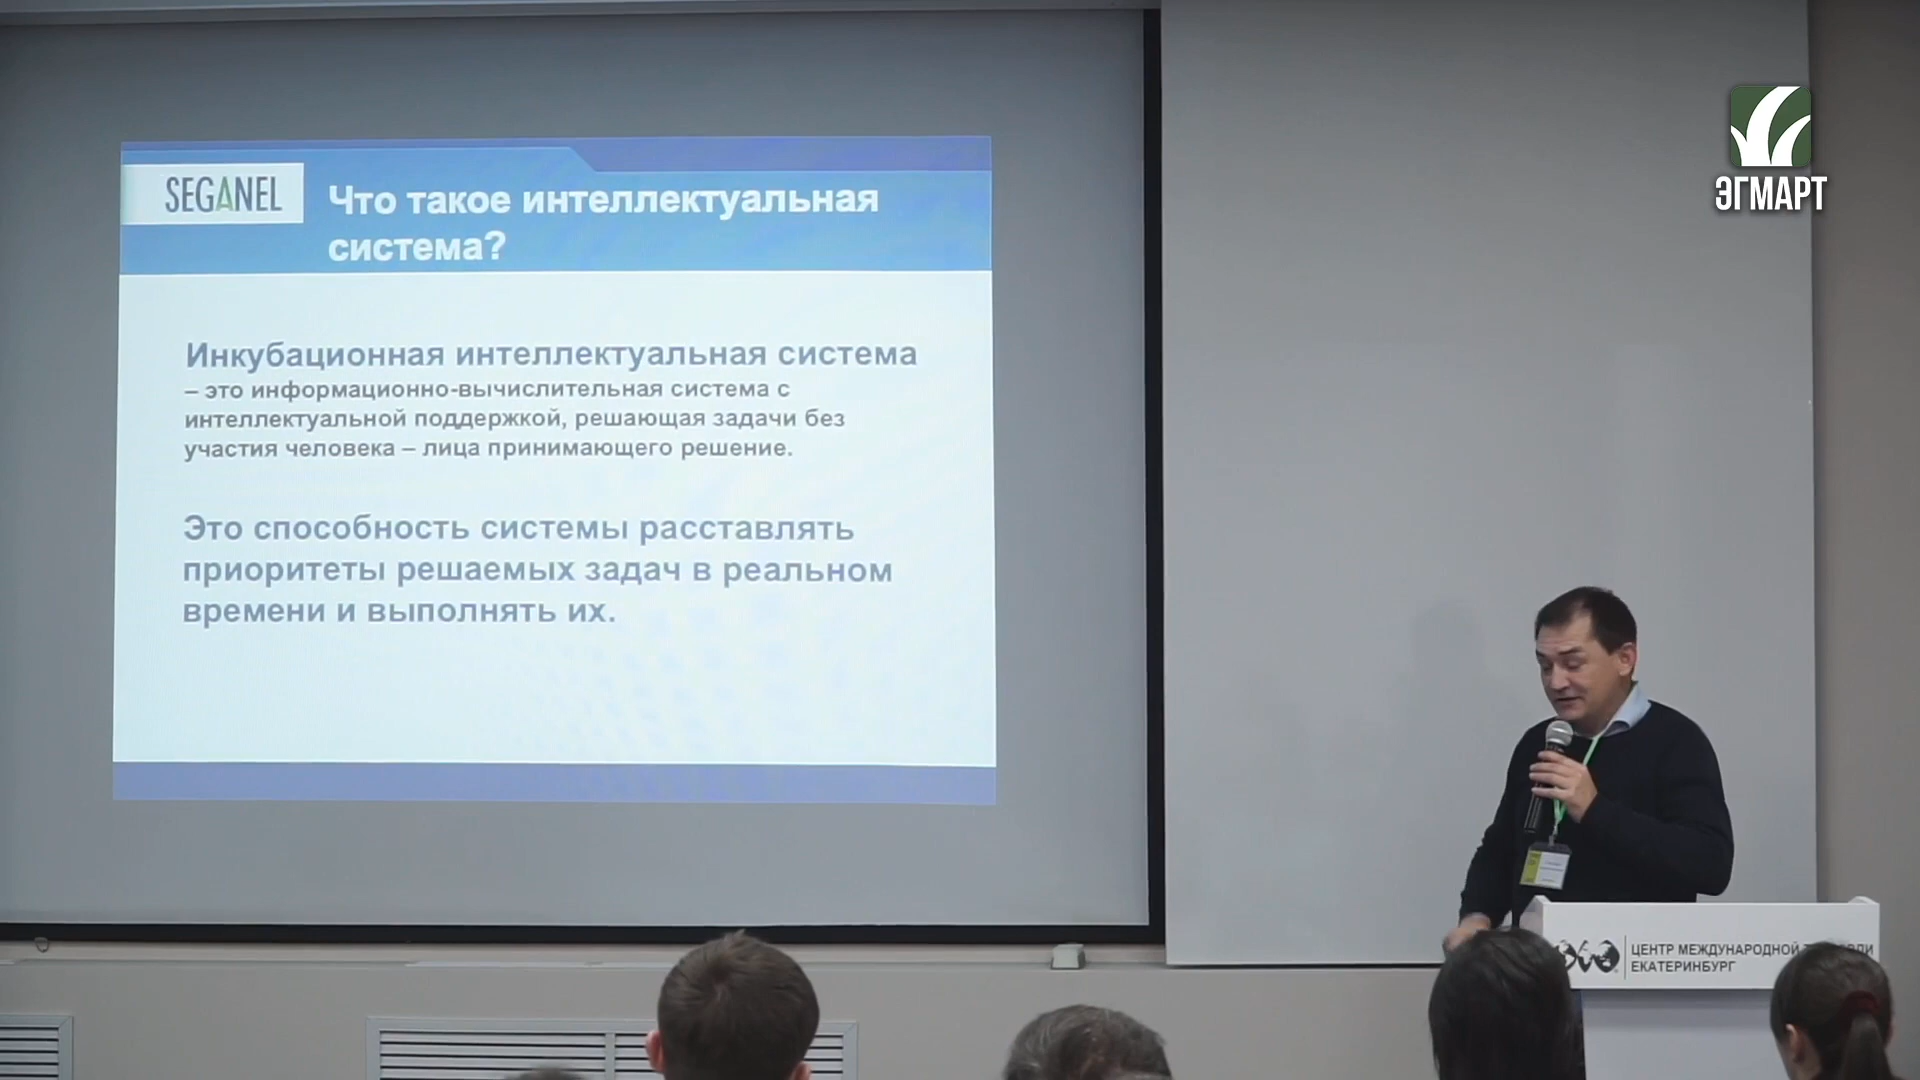 SEGANEL
Что такое интеллектуальная
система?
Инкубационная интеллектуальная система
– это информационно-вычислительная система с
интеллектуальной поддержкой, решающая задачи без
участия человека – лица принимающего решение.
Это способность системы расставлять
приоритеты решаемых задач в реальном
времени и выполнять их.
ЭГМАРТ
ЦЕНТР МЕЖДУНАРОДНОЙ
ЕКАТЕРИНБУРГ